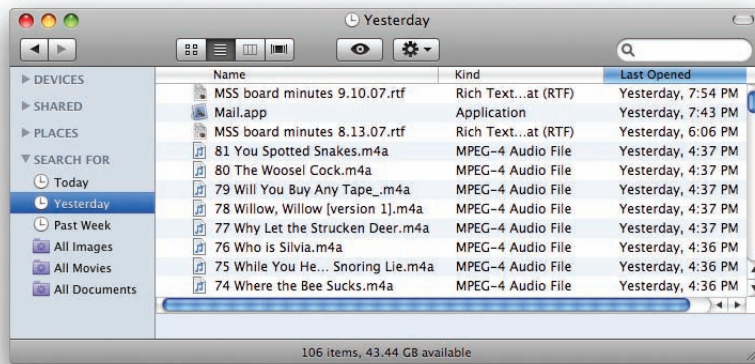 Yesterday
Name Kind Last Opened
DEVICES
SHARED
PLACES
SEARCH FOR
Today
Yesterday
Past Week
All Images
All Movies
All Documents
MSS board minutes 9.10.07.rtf Rich Text...at (RTF) Yesterday, 7:54 PM
Mail.app Application Yesterday, 7:43 PM
MSS board minutes 8.13.07.rtf Rich Text...at (RTF) Yesterday, 6:06 PM
81 You Spotted Snakes.m4a MPEG-4 Audio File Yesterday, 4:37 PM
80 The Woosel Cock.m4a MPEG-4 Audio File Yesterday, 4:37 PM
79 Will You Buy Any Tape_.m4a MPEG-4 Audio File Yesterday, 4:37 PM
78 Willow, Willow [version 1].m4a MPEG-4 Audio File Yesterday, 4:37 PM
77 Why Let the Strucken Deer.m4a MPEG-4 Audio File Yesterday, 4:37 PM
76 Who is Silvia.m4a MPEG-4 Audio File Yesterday, 4:36 PM
75 While You He... Snoring Lie.m4a MPEG-4 Audio File Yesterday, 4:36 PM
74 Where the Bee Sucks.m4a MPEG-4 Audio File Yesterday, 4:36 PM
106 items, 43.44 GB available